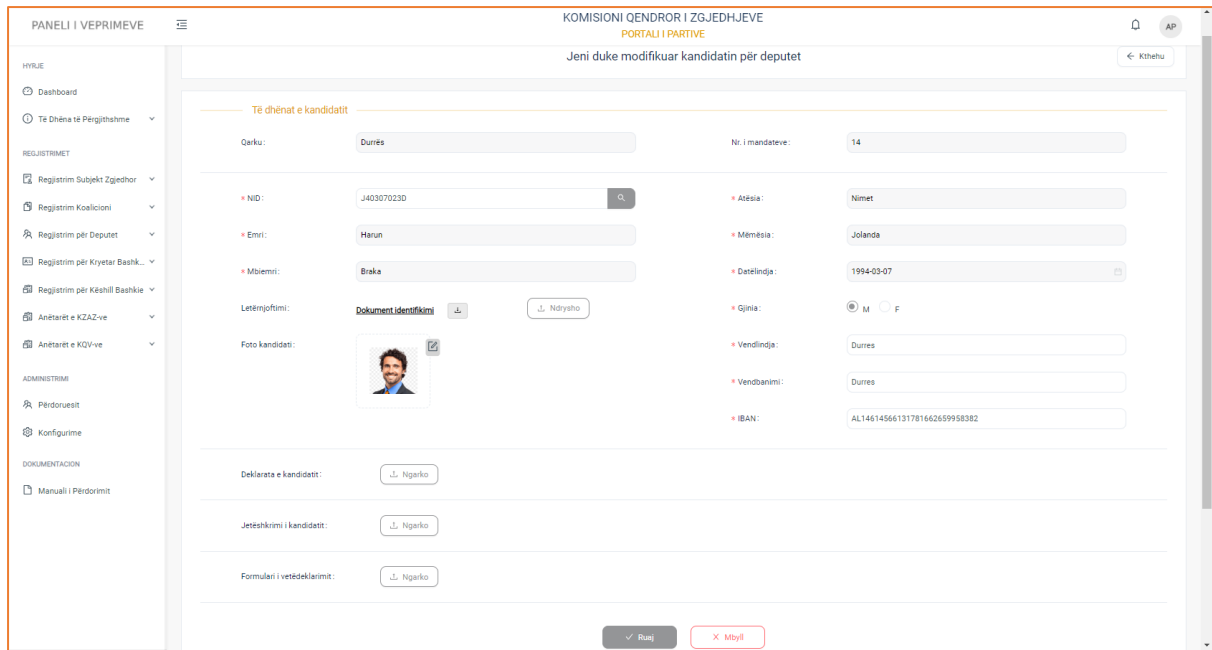 PANELI I VEPRIMEVE
KOMISIONI QENDROR I ZGJEDHJEVE
PORTALI I PARTIVE
AP
Jeni duke modifikuar kandidatin për deputet
Kthehu
HYRJE
Dashboard
Të Dhëna të Përgjithshme
REGJISTRIMET
Regjistrim Subjekt Zgjedhor
Regjistrim Koalicioni
Regjistrim për Deputet
Regjistrim për Kryetar Bashk...
Regjistrim për Këshill Bashkie
Anëtarët e KZAZ-ve
Anëtarët e KQV-ve
ADMINISTRIMI
Përdoruesit
Konfigurime
DOKUMENTACION
Manuali i Përdorimit
Të dhënat e kandidatit
Qarku: Durrës
Nr. i mandateve: 14
* NID: J40307023D
* Atësia: Nimet
* Emri: Harun
* Mëmësia: Jolanda
* Mbiemri: Braka
* Datëlindja: 1994-03-07
Letërnjoftimi: Dokument identifikimi Ndrysho
* Gjinia: M F
Foto kandidati:
* Vendlindja: Durres
* Vendbanimi: Durres
* IBAN: AL14614566131781662659958382
Deklarata e kandidatit: Ngarko
Jetëshkrimi i kandidatit: Ngarko
Formulari i vetëdeklarimit: Ngarko
Ruaj
Mbyll